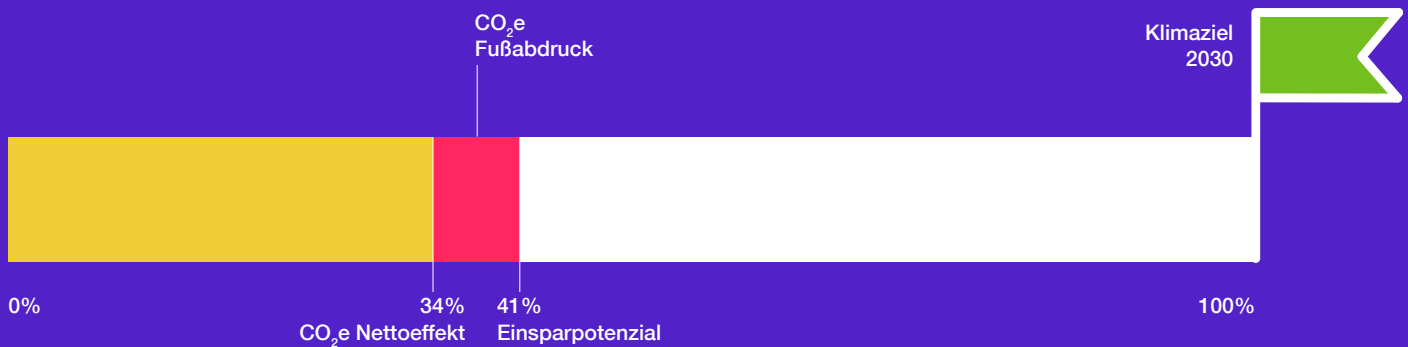 CO₂e
Fußabdruck
Klimaziel
2030
0%
34%
CO₂e Nettoeffekt
41%
Einsparpotenzial
100%